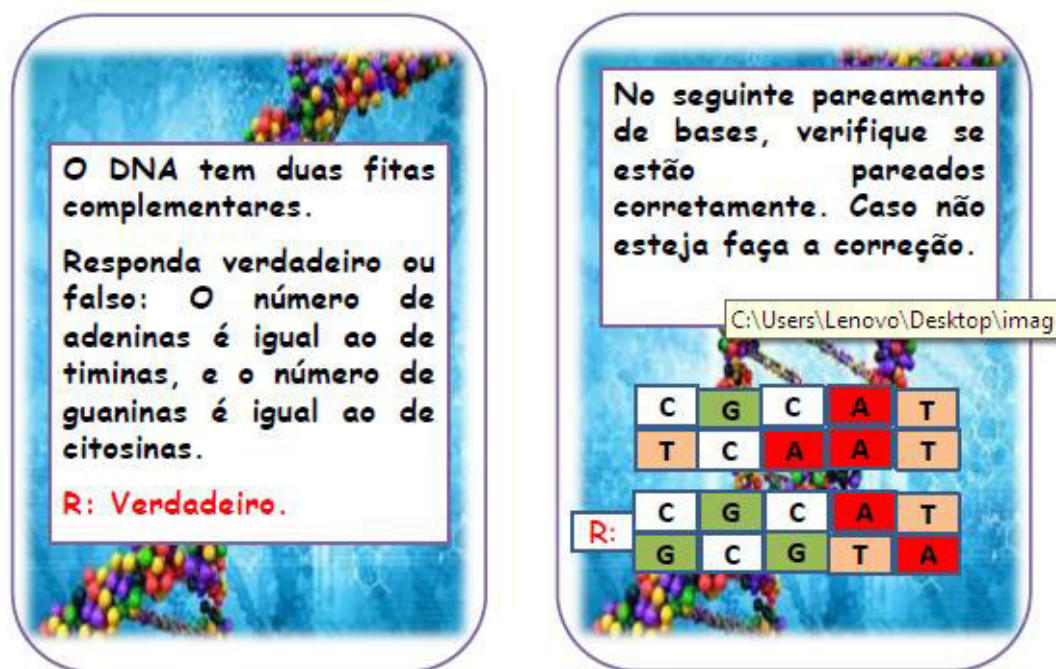 O DNA tem duas fitas
complementares.
Responda verdadeiro ou
falso: O número de
adeninas é igual ao de
timinas, e o número de
guaninas é igual ao de
citosinas.
R: Verdadeiro.
No seguinte pareamento
de bases, verifique se
estão pareados
corretamente. Caso não
esteja faça a correção.
C:\Users\Lenovo\Desktop\imag
C G C A T
T C A A T
R:
C G C A T
G C G T A